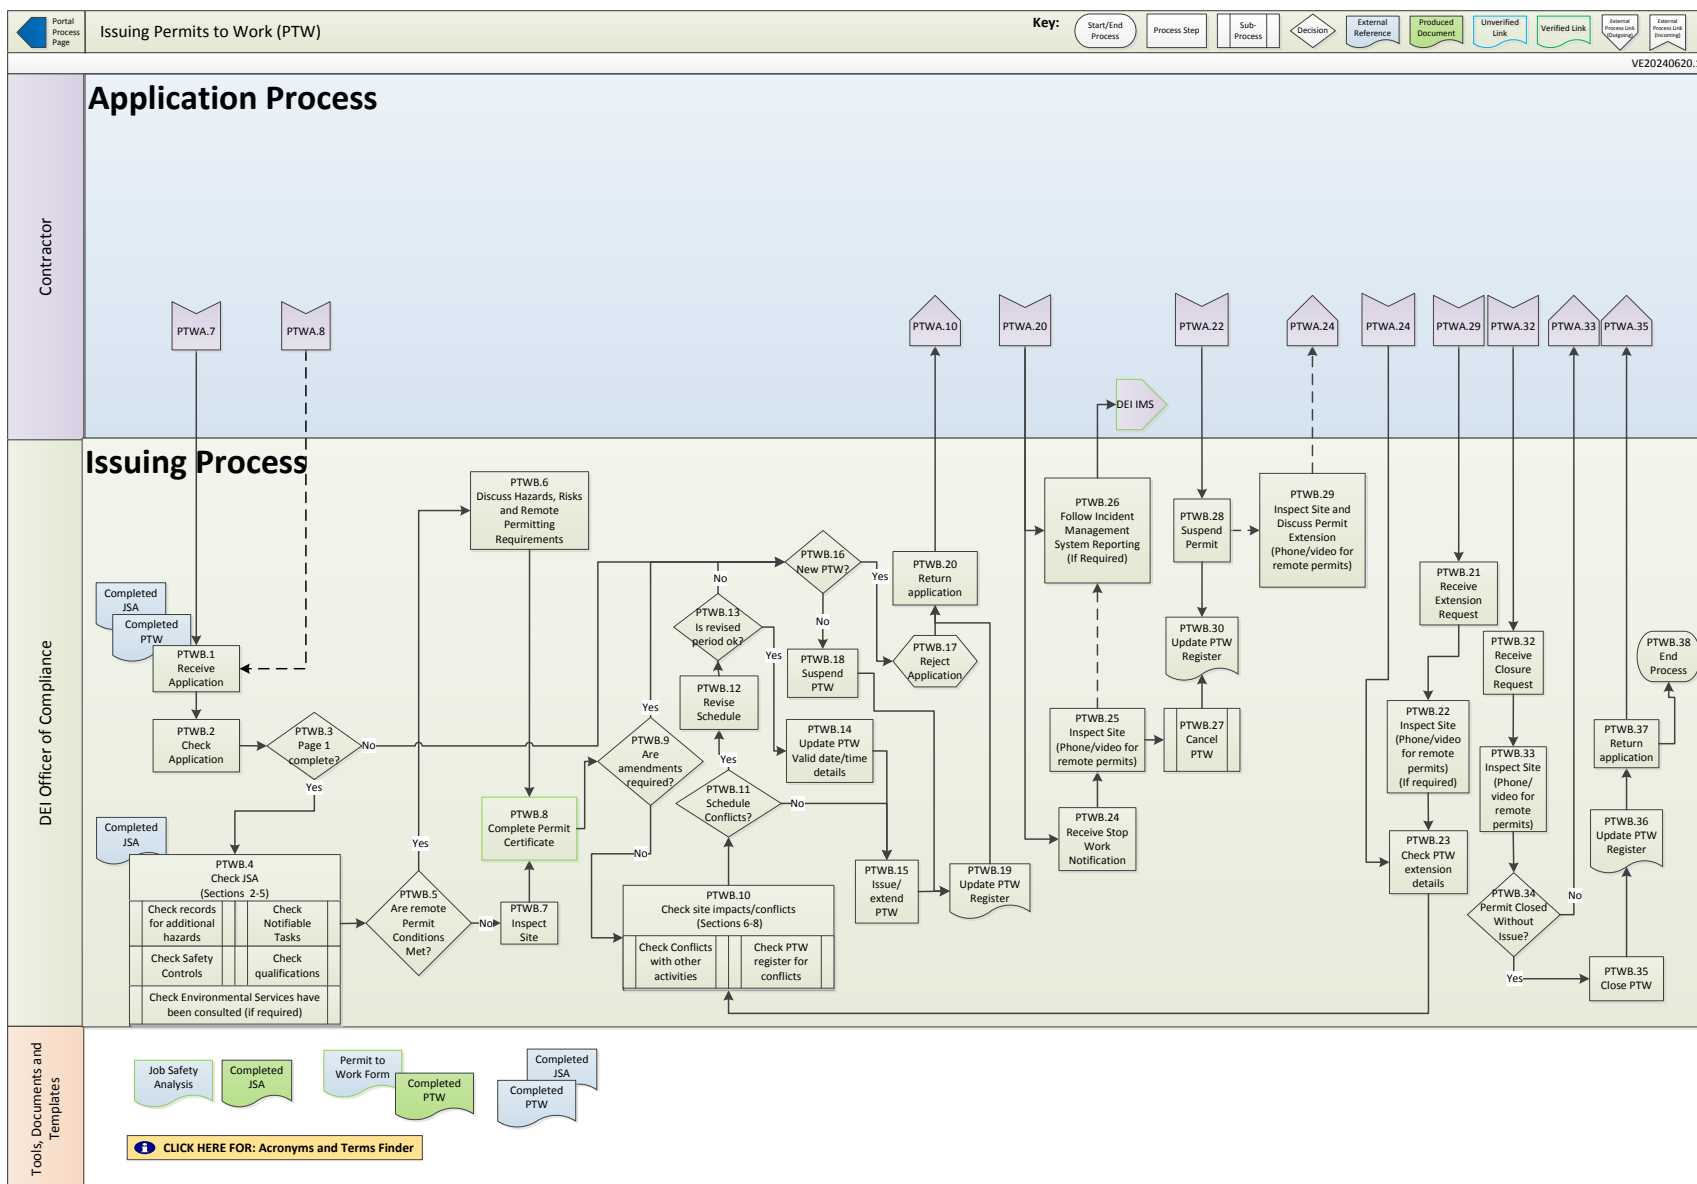 Portal
Process
Page
Issuing Permits to Work (PTW)
Key:
Start/End
Process
Process Step
Sub-
Process
Decision
External
Reference
Produced
Document
Unverified
Link
Verified Link
External
Process Link
(Outgoing)
External
Process Link
(Incoming)
VE20240620.1
Application Process
Contractor
PTWA.7
PTWA.8
PTWA.10
PTWA.20
PTWA.22
PTWA.24
PTWA.24
PTWA.29
PTWA.32
PTWA.33
PTWA.35
DEI IMS
Issuing Process
DEI Officer of Compliance
Completed
JSA
Completed
PTW
PTWB.1
Receive
Application
PTWB.2
Check
Application
PTWB.3
Page 1
complete?
No
Yes
Completed
JSA
PTWB.4
Check JSA
(Sections 2-5)
Check records
for additional
hazards
Check
Notifiable
Tasks
Check Safety
Controls
Check
qualifications
Check Environmental Services have
been consulted (if required)
PTWB.5
Are remote
Permit
Conditions
Met?
Yes
No
PTWB.6
Discuss Hazards, Risks
and Remote
Permitting
Requirements
PTWB.7
Inspect
Site
PTWB.8
Complete Permit
Certificate
PTWB.9
Are
amendments
required?
Yes
No
PTWB.10
Check site impacts/conflicts
(Sections 6-8)
Check Conflicts
with other
activities
Check PTW
register for
conflicts
PTWB.11
Schedule
Conflicts?
Yes
No
PTWB.12
Revise
Schedule
PTWB.13
Is revised
period ok?
No
Yes
PTWB.14
Update PTW
Valid date/time
details
PTWB.15
Issue/
extend
PTW
PTWB.16
New PTW?
Yes
No
PTWB.17
Reject
Application
PTWB.18
Suspend
PTW
PTWB.19
Update PTW
Register
PTWB.20
Return
application
PTWB.26
Follow Incident
Management
System Reporting
(If Required)
PTWB.25
Inspect Site
(Phone/video for
remote permits)
PTWB.24
Receive Stop
Work
Notification
PTWB.28
Suspend
Permit
PTWB.30
Update PTW
Register
PTWB.27
Cancel
PTW
PTWB.29
Inspect Site and
Discuss Permit
Extension
(Phone/video for
remote permits)
PTWB.21
Receive
Extension
Request
PTWB.22
Inspect Site
(Phone/video
for remote
permits)
(If required)
PTWB.23
Check PTW
extension
details
PTWB.32
Receive
Closure
Request
PTWB.33
Inspect Site
(Phone/
video for
remote
permits)
PTWB.34
Permit Closed
Without
Issue?
No
Yes
PTWB.35
Close PTW
PTWB.36
Update PTW
Register
PTWB.37
Return
application
PTWB.38
End
Process
Tools, Documents and
Templates
Job Safety
Analysis
Completed
JSA
Permit to
Work Form
Completed
PTW
Completed
JSA
Completed
PTW
CLICK HERE FOR: Acronyms and Terms Finder